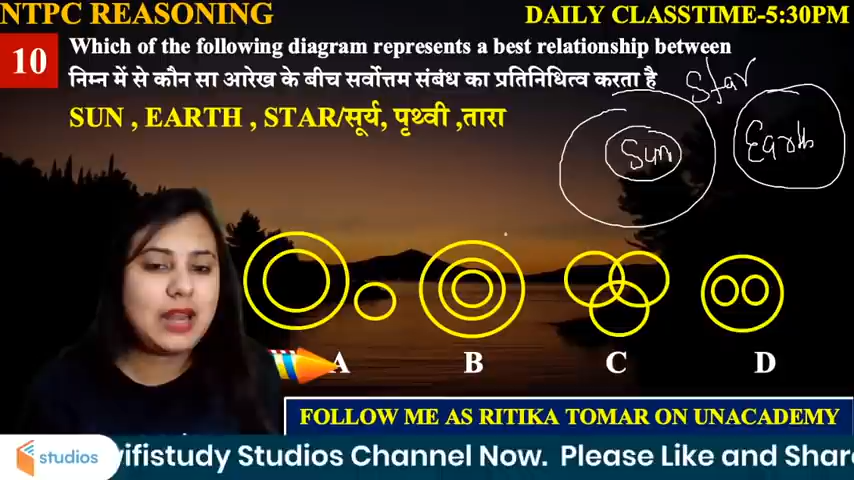 NTPC REASONING
DAILY CLASSTIME-5:30PM
10
Which of the following diagram represents a best relationship between
निम्न में से कौन सा आरेख के बीच सर्वोत्तम संबंध का प्रतिनिधित्व करता है
SUN , EARTH , STAR/सूर्य, पृथ्वी ,तारा
Star
Sun
Earth
A
B
C
D
FOLLOW ME AS RITIKA TOMAR ON UNACADEMY
studios
ifistudy Studios Channel Now. Please Like and Shar